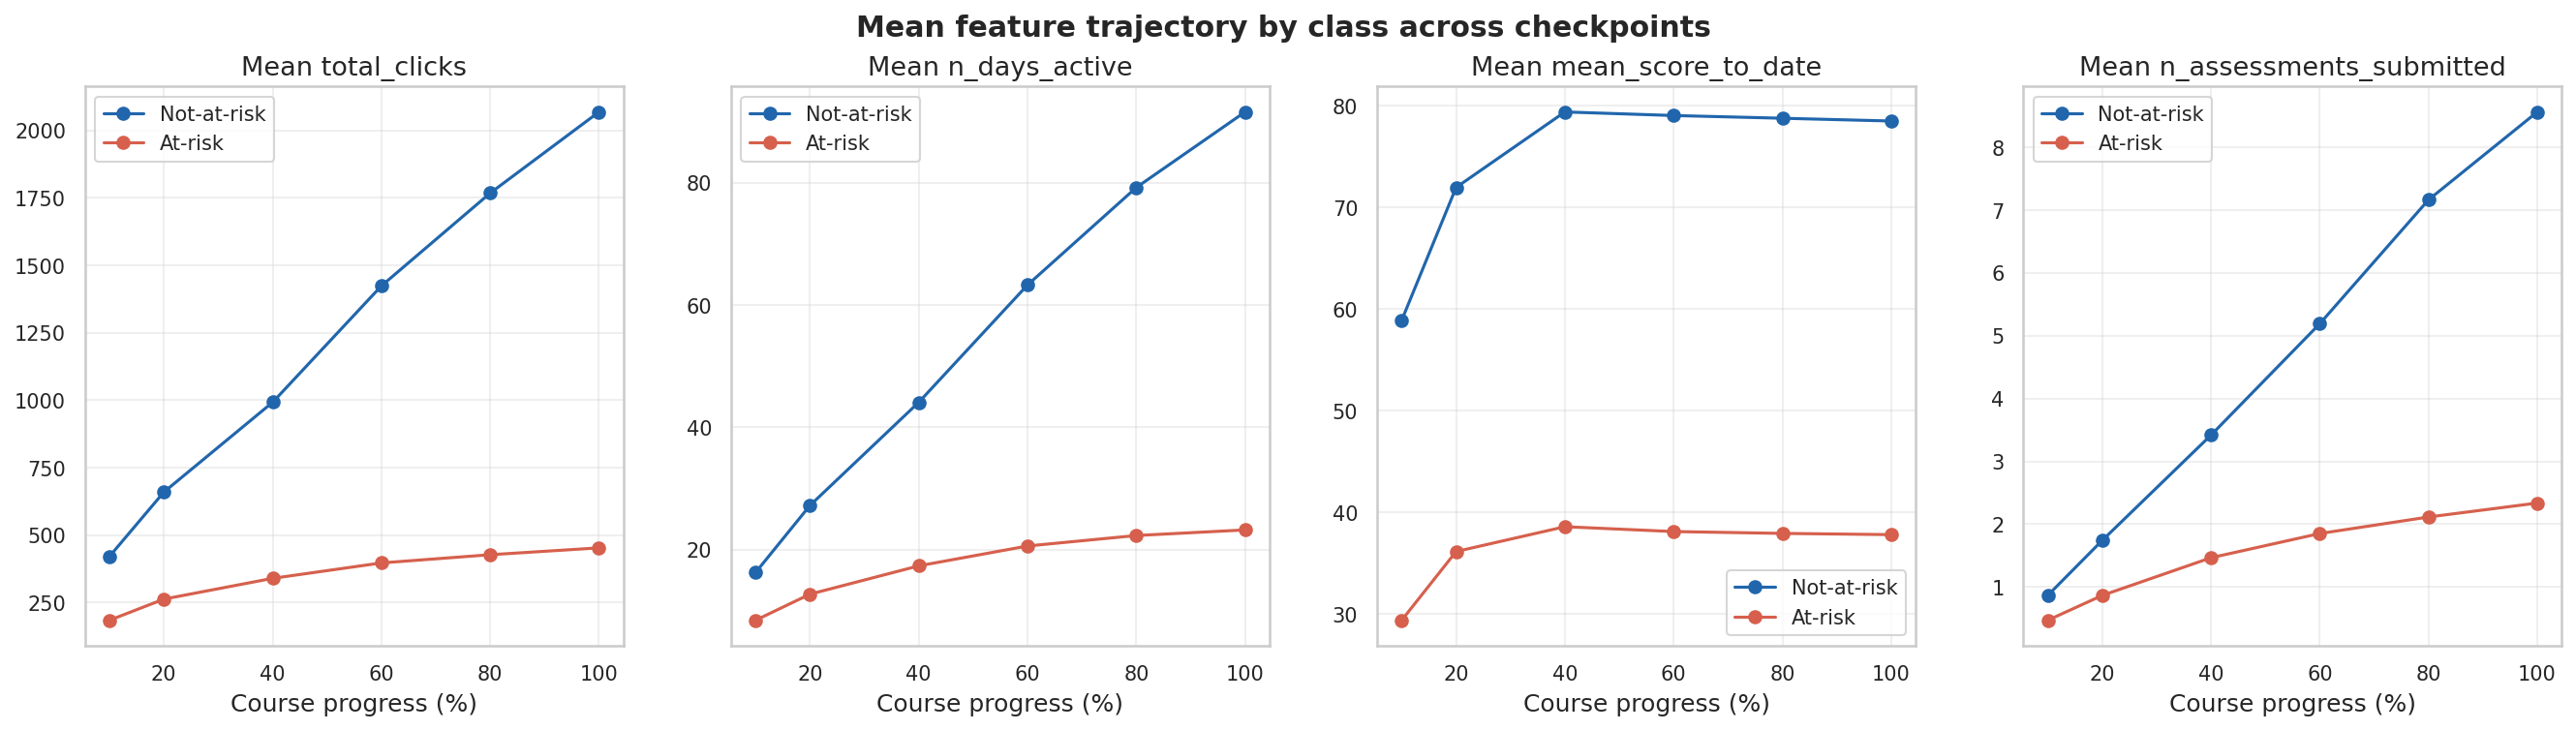 Mean feature trajectory by class across checkpoints
Mean total_clicks
Not-at-risk
At-risk
2000
1750
1500
1250
1000
750
500
250
20 40 60 80 100
Course progress (%)
Mean n_days_active
Not-at-risk
At-risk
80
60
40
20
20 40 60 80 100
Course progress (%)
Mean mean_score_to_date
80
70
60
50
40
30
Not-at-risk
At-risk
20 40 60 80 100
Course progress (%)
Mean n_assessments_submitted
Not-at-risk
At-risk
8
7
6
5
4
3
2
1
20 40 60 80 100
Course progress (%)